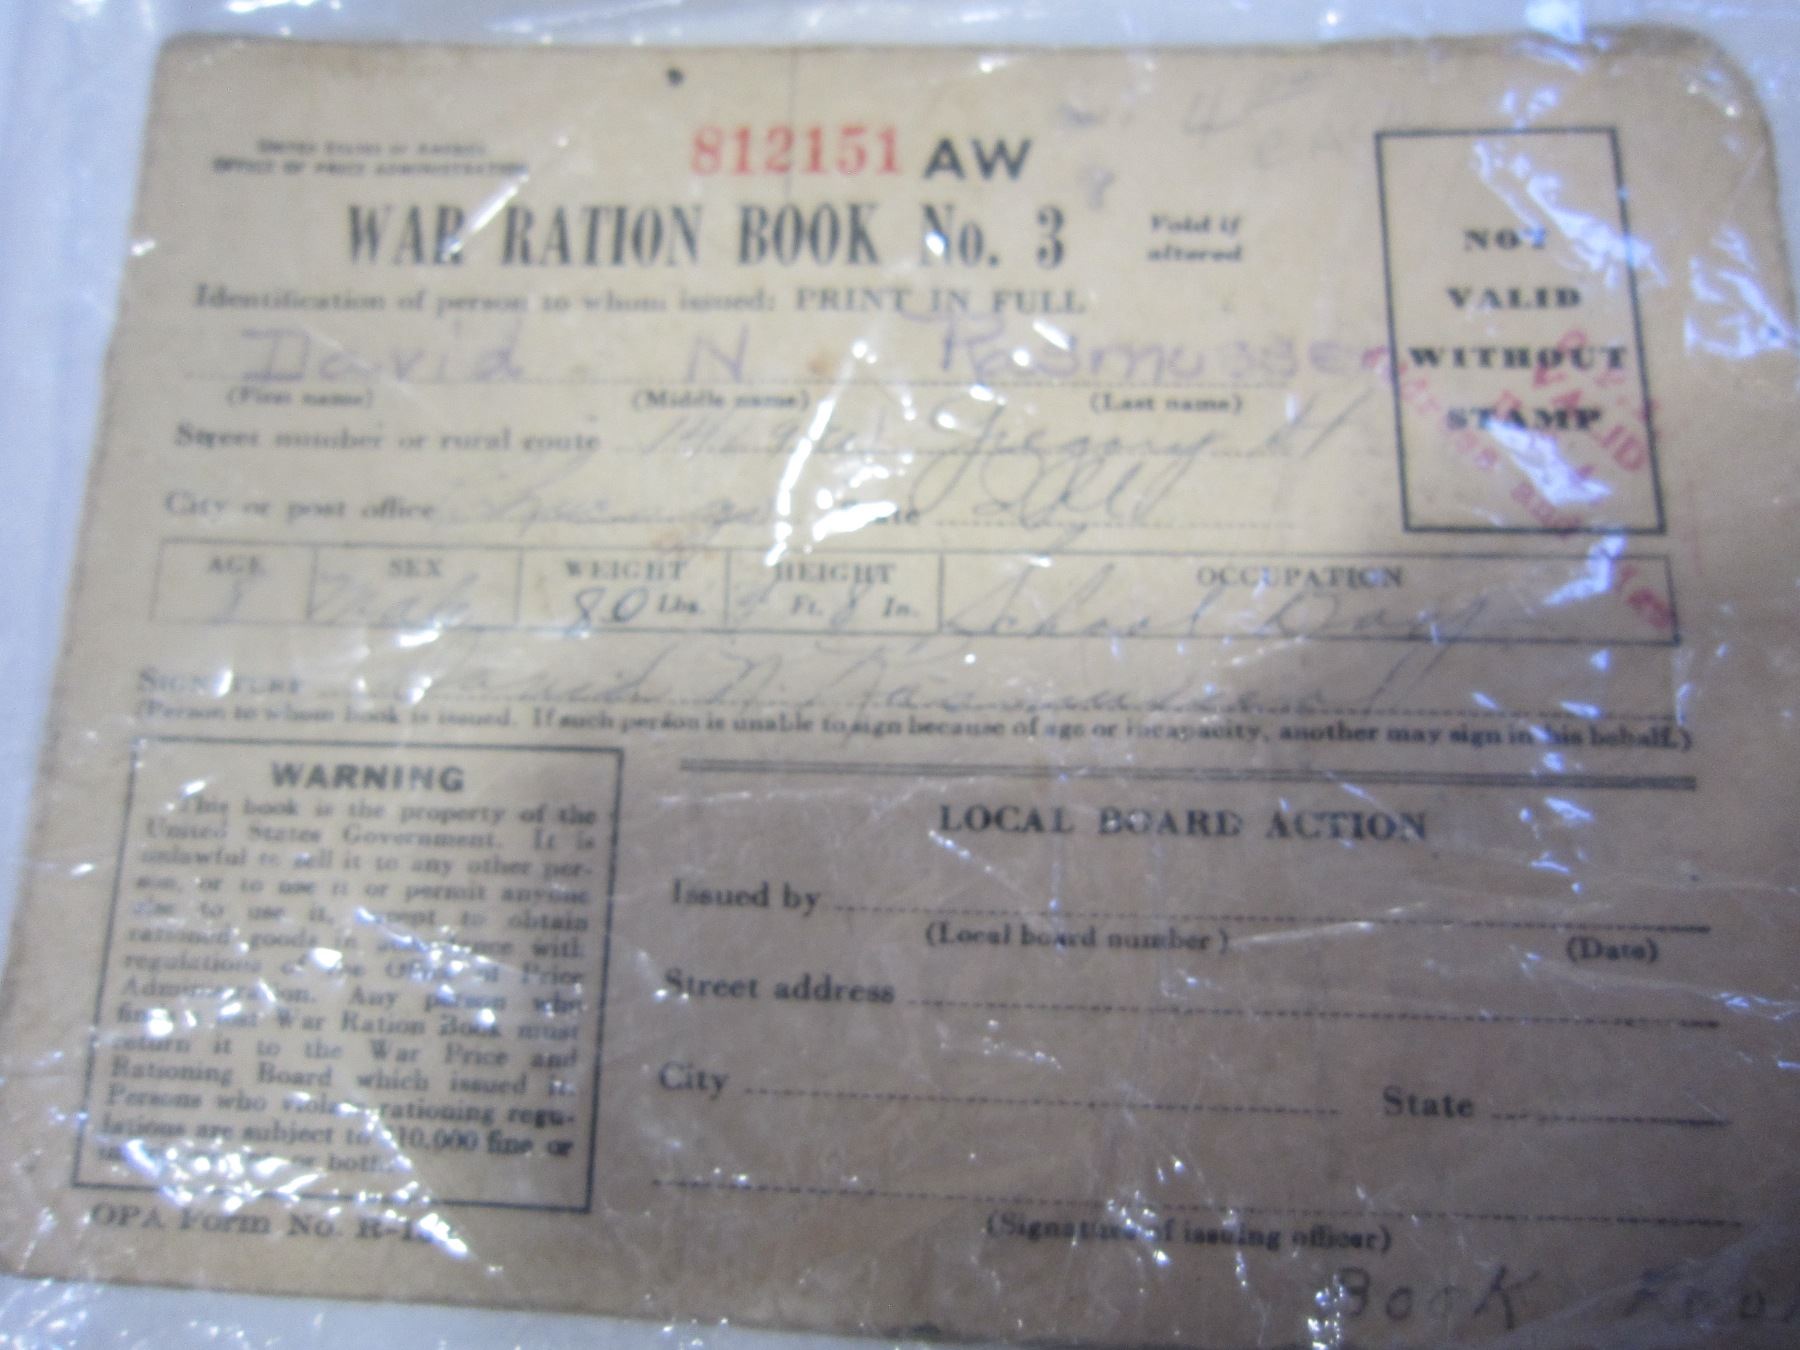 UNITED STATES OF AMERICA
OFFICE OF PRICE ADMINISTRATION
812151 AW
WAR RATION BOOK No. 3
Void if
altered
NOT
VALID
WITHOUT
STAMP
Identification of person to whom issued: PRINT IN FULL
David N Rasmussen
(First name) (Middle name) (Last name)
Street number or rural route Gregory St
City or post office Chicago State Ill
AGE SEX WEIGHT HEIGHT OCCUPATION
8 Male 80 Lbs. Ft. 8 In. School Boy
SIGNATURE David N. Rasmussen
(Person to whom book is issued. If such person is unable to sign because of age or incapacity, another may sign in his behalf.)
WARNING
This book is the property of the
United States Government. It is
unlawful to sell it to any other per-
son, or to use it or permit anyone
else to use it, except to obtain
rationed goods in accordance with
regulations of the Office of Price
Administration. Any person who
finds a lost War Ration Book must
return it to the War Price and
Rationing Board which issued it.
Persons who violate rationing regu-
lations are subject to $10,000 fine or
imprisonment, or both.
OPA Form No. R-130
LOCAL BOARD ACTION
Issued by
(Local board number) (Date)
Street address
City State
(Signature of issuing officer)
Book